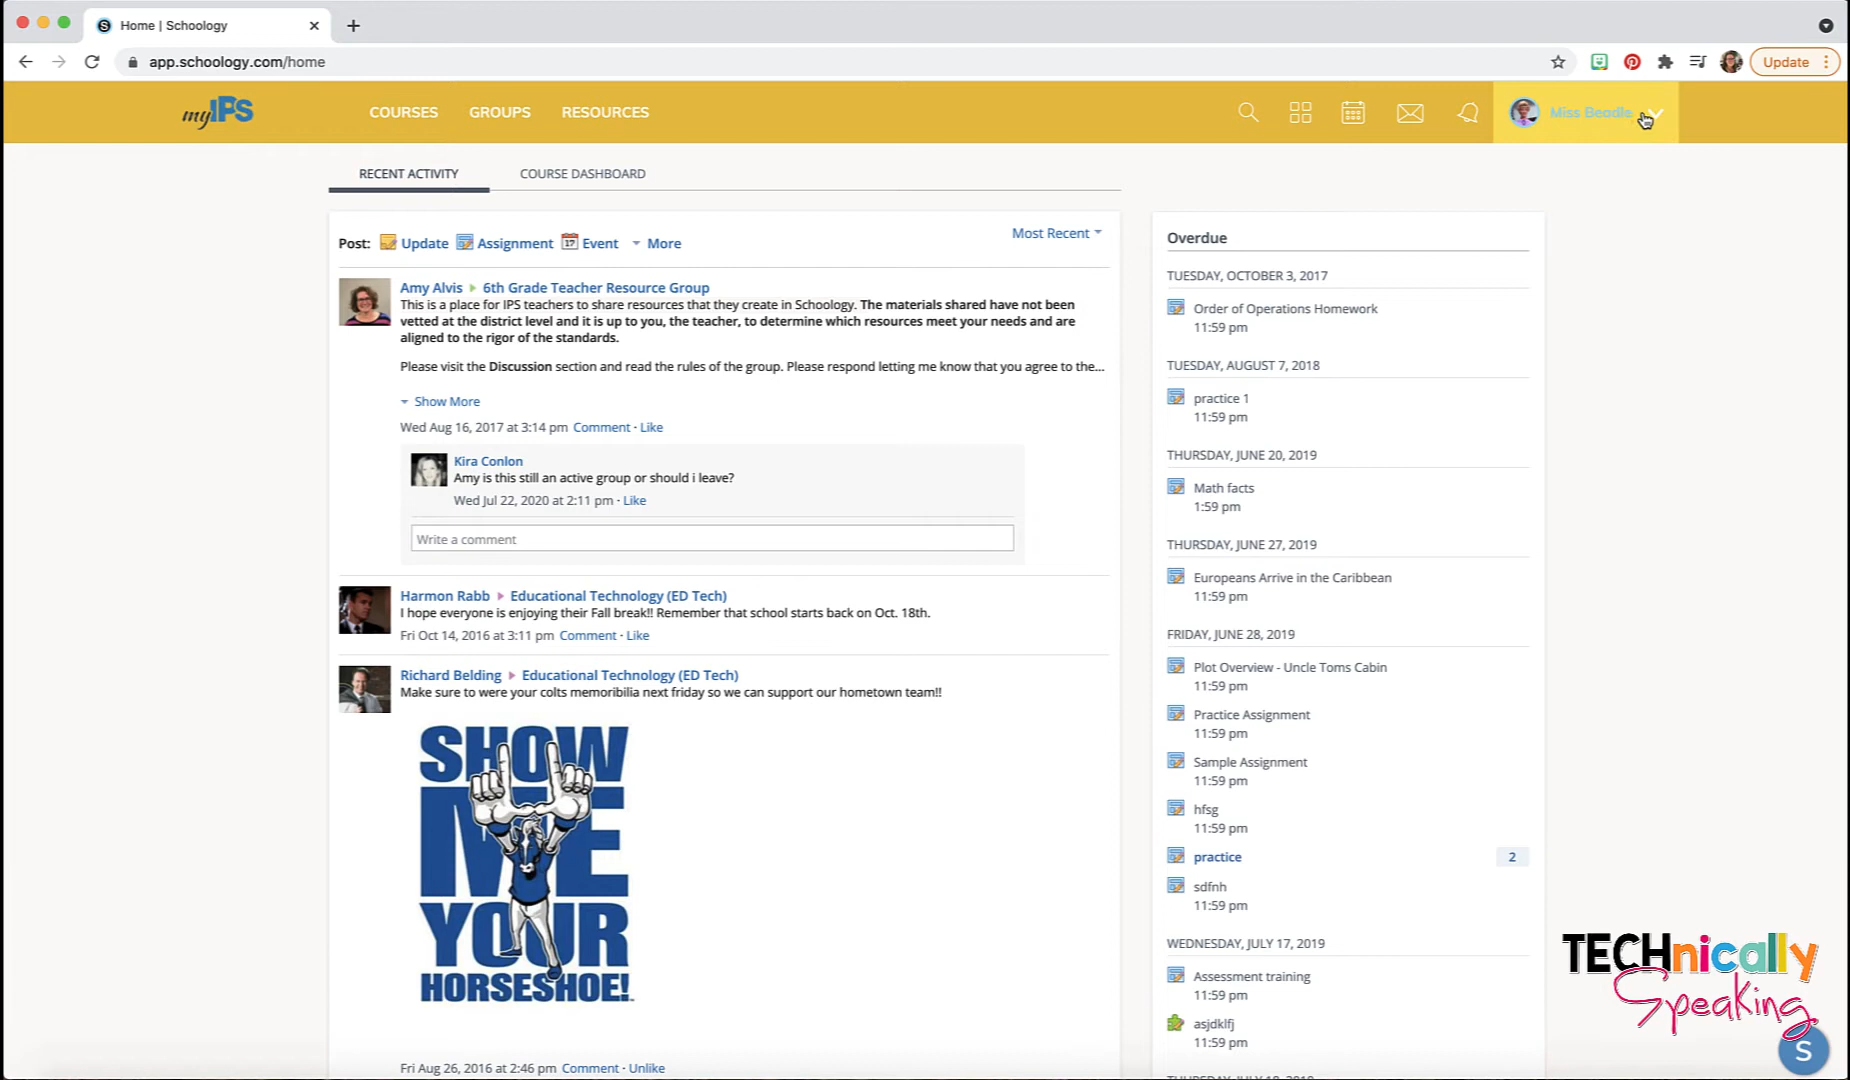 Home | Schoology
app.schoology.com/home
Update
myIPS
COURSES
GROUPS
RESOURCES
Miss Beadle
RECENT ACTIVITY
COURSE DASHBOARD
Post: Update Assignment Event More
Most Recent
Amy Alvis 6th Grade Teacher Resource Group
This is a place for IPS teachers to share resources that they create in Schoology. The materials shared have not been
vetted at the district level and it is up to you, the teacher, to determine which resources meet your needs and are
aligned to the rigor of the standards.
Please visit the Discussion section and read the rules of the group. Please respond letting me know that you agree to the...
Show More
Wed Aug 16, 2017 at 3:14 pm Comment · Like
Kira Conlon
Amy is this still an active group or should i leave?
Wed Jul 22, 2020 at 2:11 pm · Like
Write a comment
Harmon Rabb Educational Technology (ED Tech)
I hope everyone is enjoying their Fall break!! Remember that school starts back on Oct. 18th.
Fri Oct 14, 2016 at 3:11 pm Comment · Like
Richard Belding Educational Technology (ED Tech)
Make sure to were your colts memoribilia next friday so we can support our hometown team!!
SHOW
ME
YOUR
HORSESHOE!
Fri Aug 26, 2016 at 2:46 pm Comment · Unlike
Overdue
TUESDAY, OCTOBER 3, 2017
Order of Operations Homework
11:59 pm
TUESDAY, AUGUST 7, 2018
practice 1
11:59 pm
THURSDAY, JUNE 20, 2019
Math facts
1:59 pm
THURSDAY, JUNE 27, 2019
Europeans Arrive in the Caribbean
11:59 pm
FRIDAY, JUNE 28, 2019
Plot Overview - Uncle Toms Cabin
11:59 pm
Practice Assignment
11:59 pm
Sample Assignment
11:59 pm
hfsg
11:59 pm
practice 2
sdfnh
11:59 pm
WEDNESDAY, JULY 17, 2019
Assessment training
11:59 pm
asjdklfj
11:59 pm
TECHnically
Speaking
S